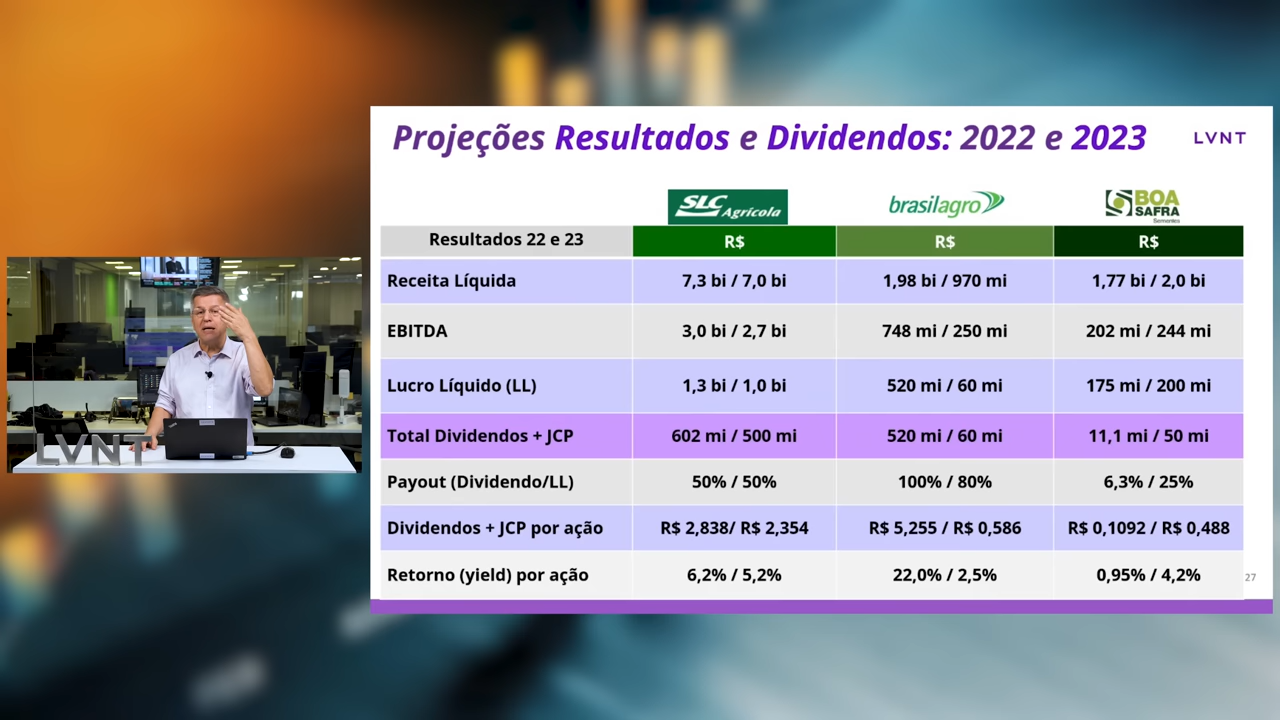 Projeções Resultados e Dividendos: 2022 e 2023
LVNT
SLC Agrícola
brasilagro
BOA SAFRA Sementes
Resultados 22 e 23 R$ R$ R$
Receita Líquida 7,3 bi / 7,0 bi 1,98 bi / 970 mi 1,77 bi / 2,0 bi
EBITDA 3,0 bi / 2,7 bi 748 mi / 250 mi 202 mi / 244 mi
Lucro Líquido (LL) 1,3 bi / 1,0 bi 520 mi / 60 mi 175 mi / 200 mi
Total Dividendos + JCP 602 mi / 500 mi 520 mi / 60 mi 11,1 mi / 50 mi
Payout (Dividendo/LL) 50% / 50% 100% / 80% 6,3% / 25%
Dividendos + JCP por ação R$ 2,838/ R$ 2,354 R$ 5,255 / R$ 0,586 R$ 0,1092 / R$ 0,488
Retorno (yield) por ação 6,2% / 5,2% 22,0% / 2,5% 0,95% / 4,2%
27
LVNT